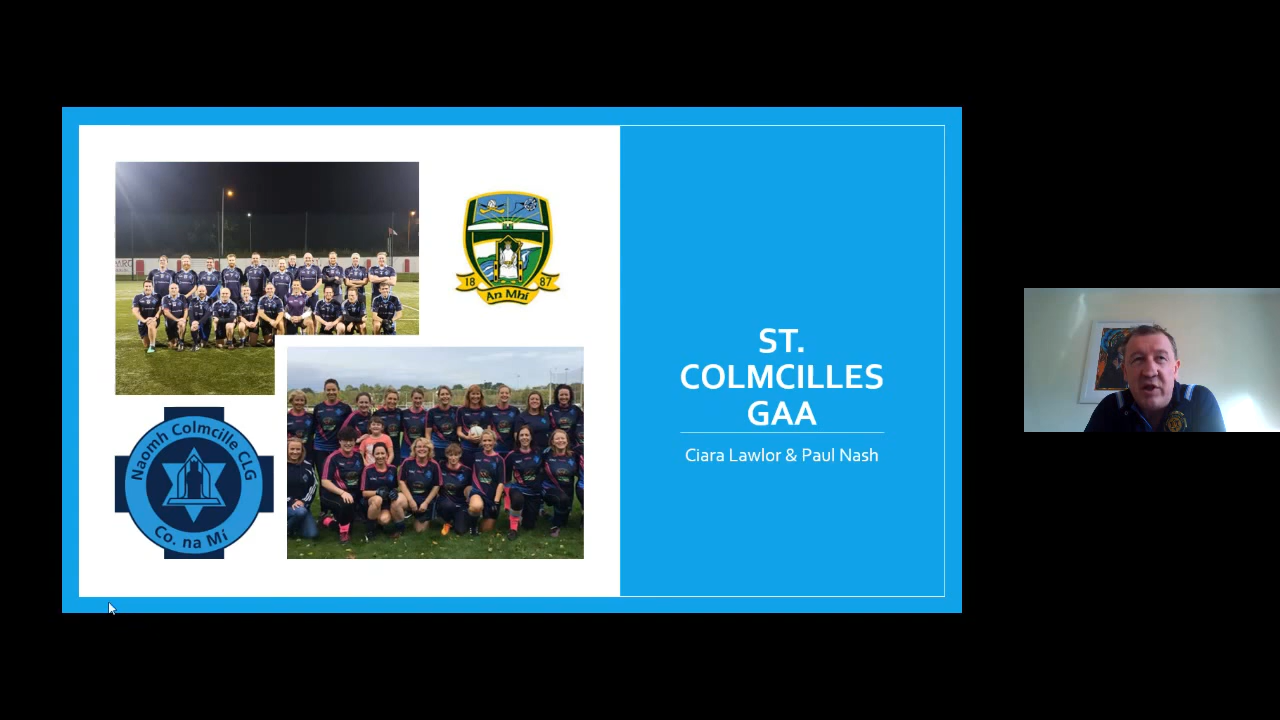 18 87
An Mhí
Naomh Colmcille CLG
Co. na Mí
ST.
COLMCILLES
GAA
Ciara Lawlor & Paul Nash